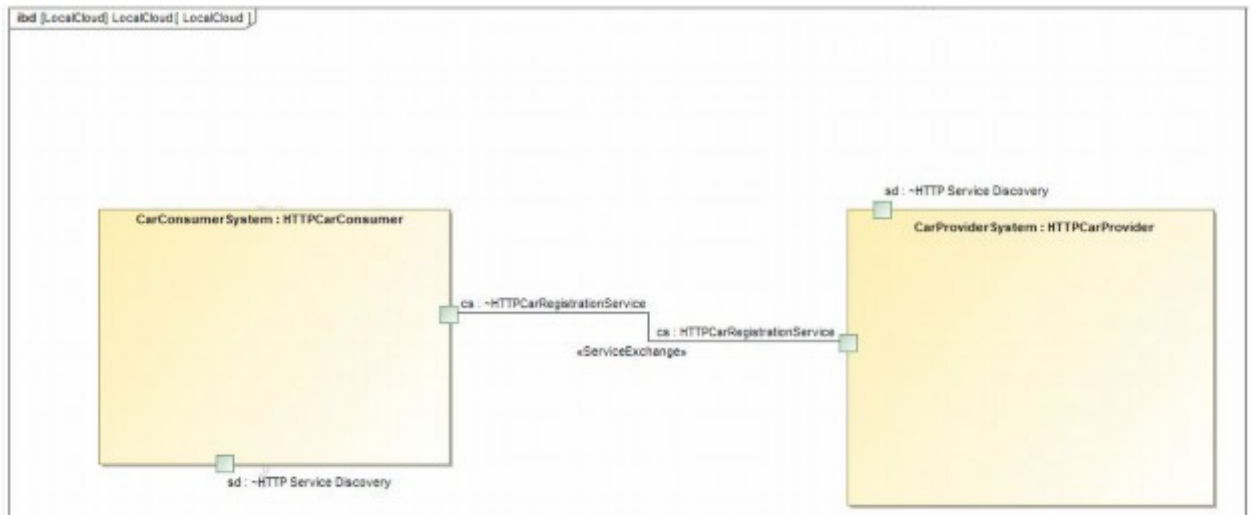 ibd [LocalCloud] LocalCloud [ LocalCloud ]
sd : ~HTTP Service Discovery
CarConsumerSystem : HTTPCarConsumer
CarProviderSystem : HTTPCarProvider
cs : ~HTTPCarRegistrationService
cs : HTTPCarRegistrationService
«ServiceExchange»
sd : ~HTTP Service Discovery